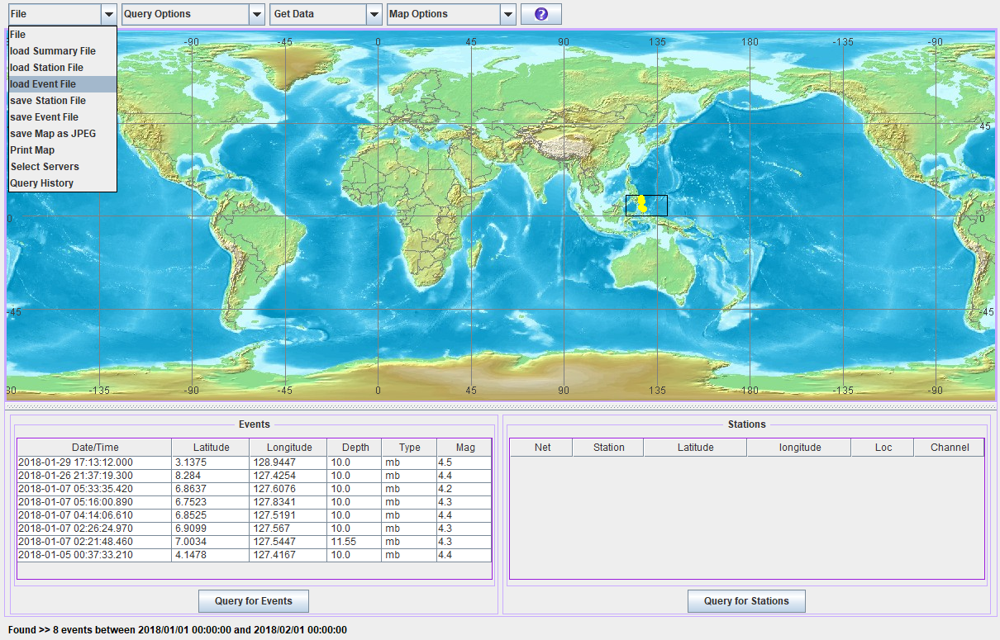 File Query Options Get Data Map Options ?
File
load Summary File
load Station File
load Event File
save Station File
save Event File
save Map as JPEG
Print Map
Select Servers
Query History
-90 -45 0 45 90 135 180 -135 -90
45
0 0
-45 -45
80 -135 -90 -45 0 45 90 135 180 -135 -90
Events
Date/Time Latitude Longitude Depth Type Mag
2018-01-29 17:13:12.000 3.1375 128.9447 10.0 mb 4.5
2018-01-26 21:37:19.300 8.284 127.4254 10.0 mb 4.4
2018-01-07 05:33:35.420 6.8637 127.6076 10.0 mb 4.2
2018-01-07 05:16:00.890 6.7523 127.8341 10.0 mb 4.3
2018-01-07 04:14:06.610 6.8525 127.5191 10.0 mb 4.4
2018-01-07 02:26:24.970 6.9099 127.567 10.0 mb 4.3
2018-01-07 02:21:48.460 7.0034 127.5447 11.55 mb 4.3
2018-01-05 00:37:33.210 4.1478 127.4167 10.0 mb 4.4
Query for Events
Stations
Net Station Latitude longitude Loc Channel
Query for Stations
Found >> 8 events between 2018/01/01 00:00:00 and 2018/02/01 00:00:00